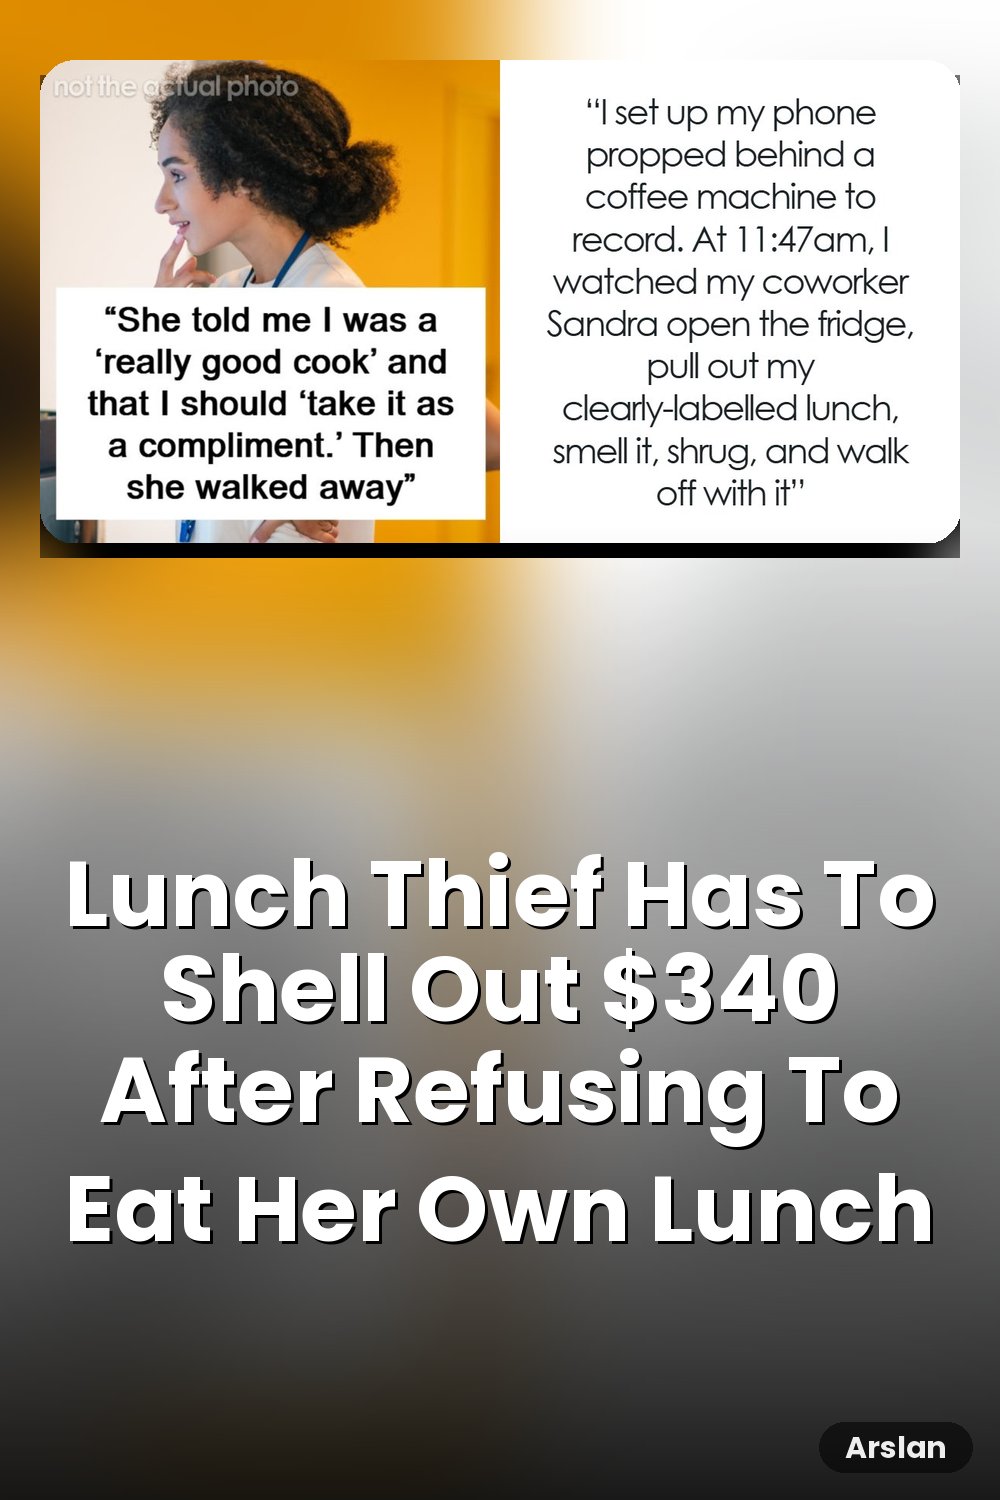 not the actual photo
“She told me I was a
‘really good cook’ and
that I should ‘take it as
a compliment.’ Then
she walked away”
“I set up my phone
propped behind a
coffee machine to
record. At 11:47am, I
watched my coworker
Sandra open the fridge,
pull out my
clearly-labelled lunch,
smell it, shrug, and walk
off with it”
Lunch Thief Has To
Shell Out $340
After Refusing To
Eat Her Own Lunch
Arslan